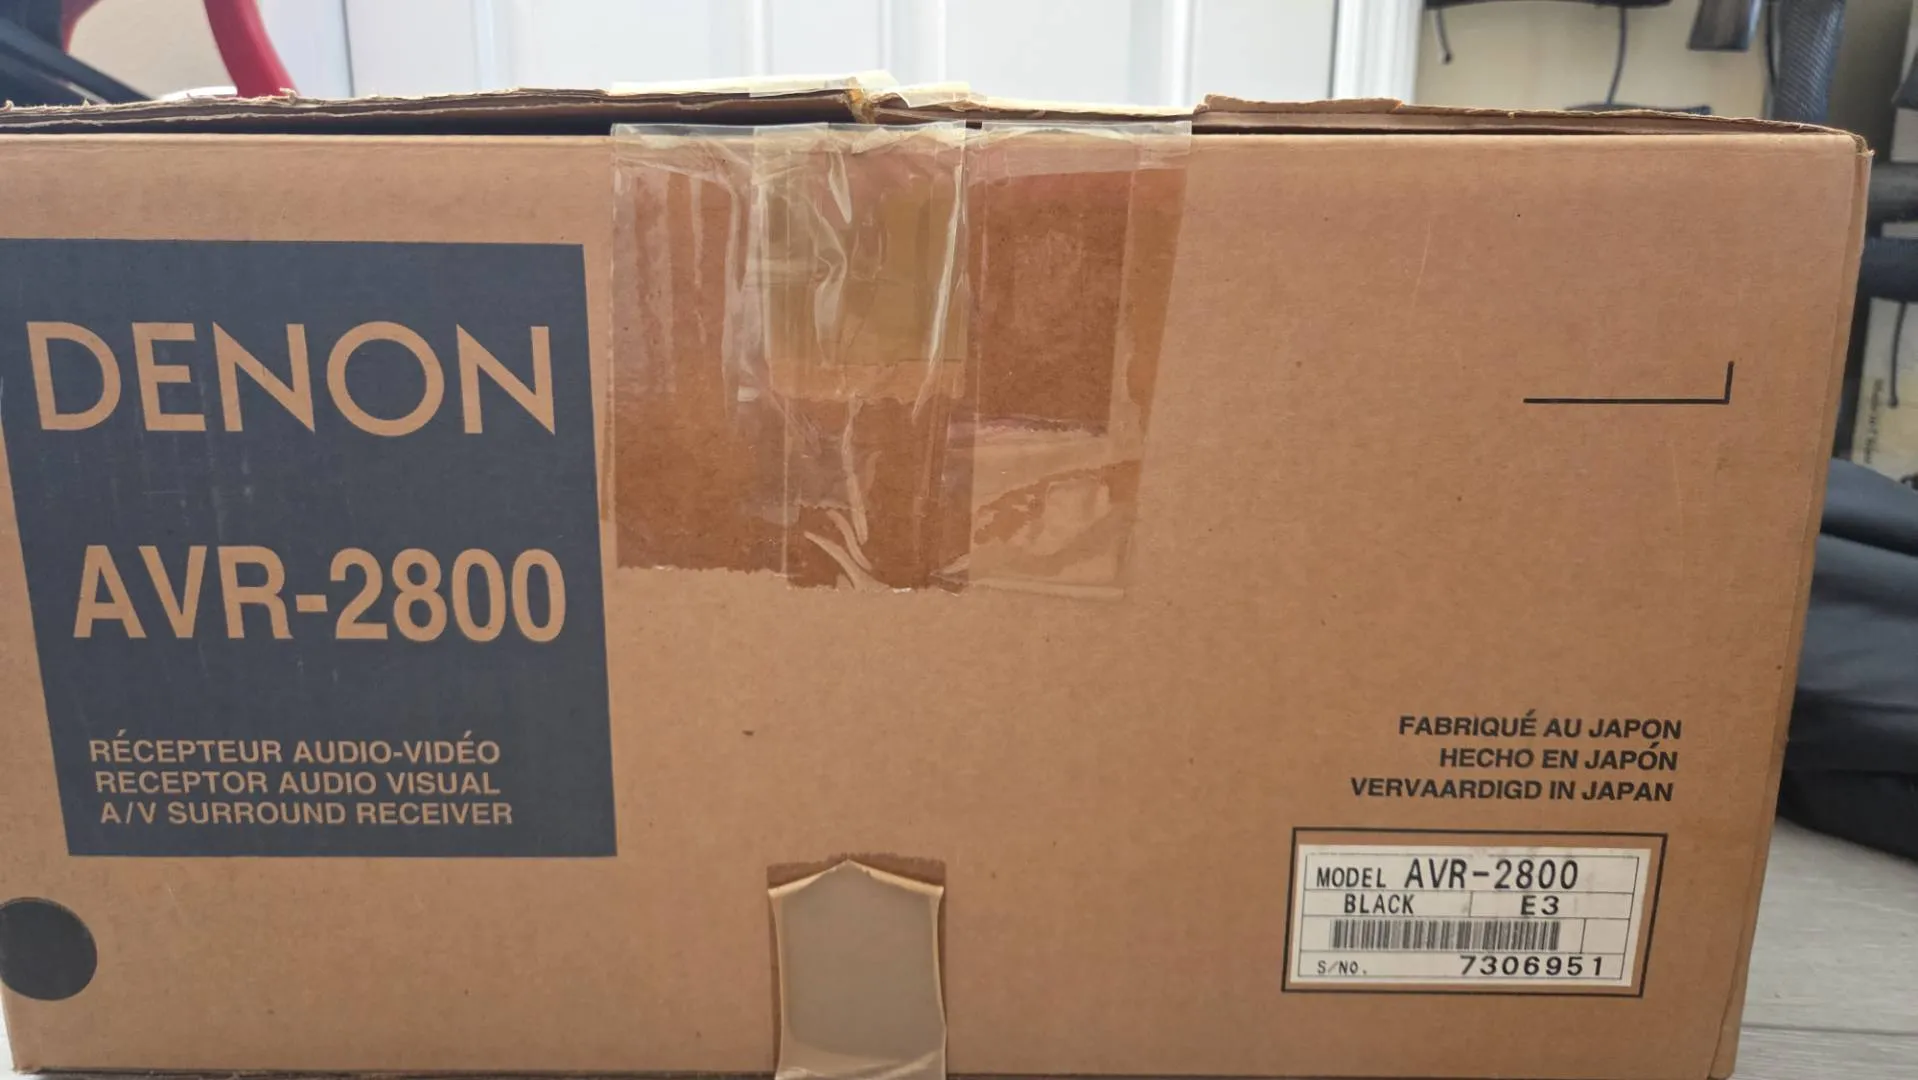 DENON
AVR-2800
RÉCEPTEUR AUDIO-VIDÉO
RECEPTOR AUDIO VISUAL
A/V SURROUND RECEIVER
FABRIQUÉ AU JAPON
HECHO EN JAPÓN
VERVAARDIGD IN JAPAN
MODEL AVR-2800
BLACK E3
S/NO. 7306951